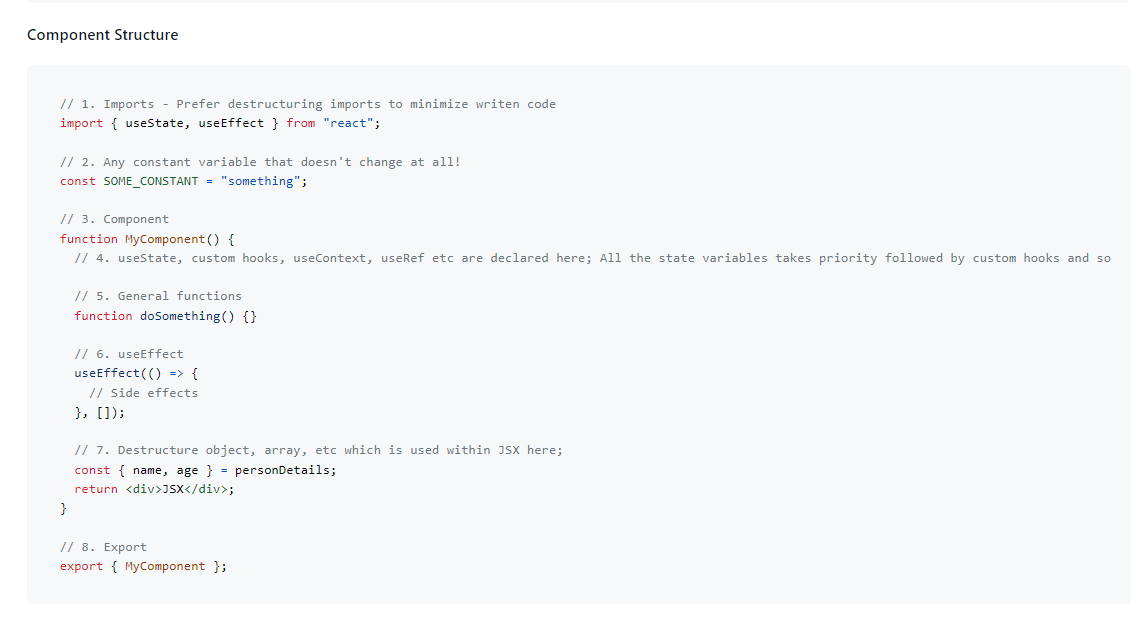 Component Structure
// 1. Imports - Prefer destructuring imports to minimize writen code
import { useState, useEffect } from "react";
// 2. Any constant variable that doesn't change at all!
const SOME_CONSTANT = "something";
// 3. Component
function MyComponent() {
// 4. useState, custom hooks, useContext, useRef etc are declared here; All the state variables takes priority followed by custom hooks and so
// 5. General functions
function doSomething() {}
// 6. useEffect
useEffect(() => {
// Side effects
}, []);
// 7. Destructure object, array, etc which is used within JSX here;
const { name, age } = personDetails;
return <div>JSX</div>;
}
// 8. Export
export { MyComponent };